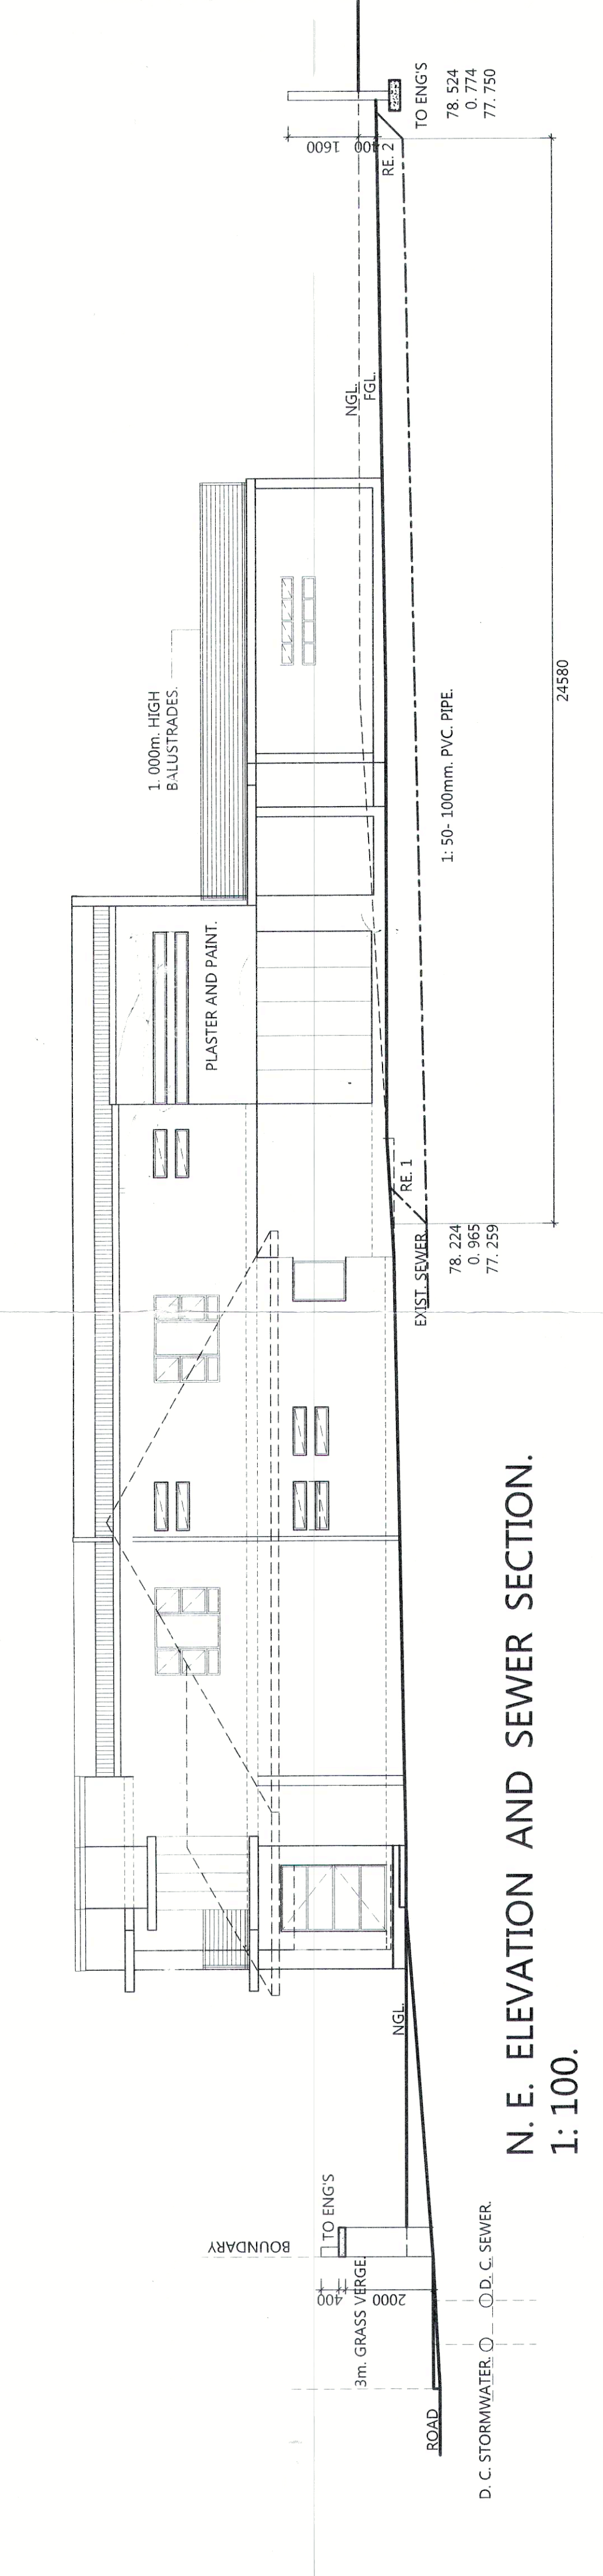 BOUNDARY
400
TO ENG'S
2000
3m. GRASS VERGE.
ROAD
D. C. STORMWATER.
D. C. SEWER.
NGL.
PLASTER AND PAINT.
1. 000m. HIGH
BALUSTRADES.
NGL.
FGL.
1600
400
RE. 2
TO ENG'S
78. 524
0. 774
77. 750
RE. 1
EXIST. SEWER.
78. 224
0. 965
77. 259
1: 50- 100mm. PVC. PIPE.
24580
N. E. ELEVATION AND SEWER SECTION.
1: 100.